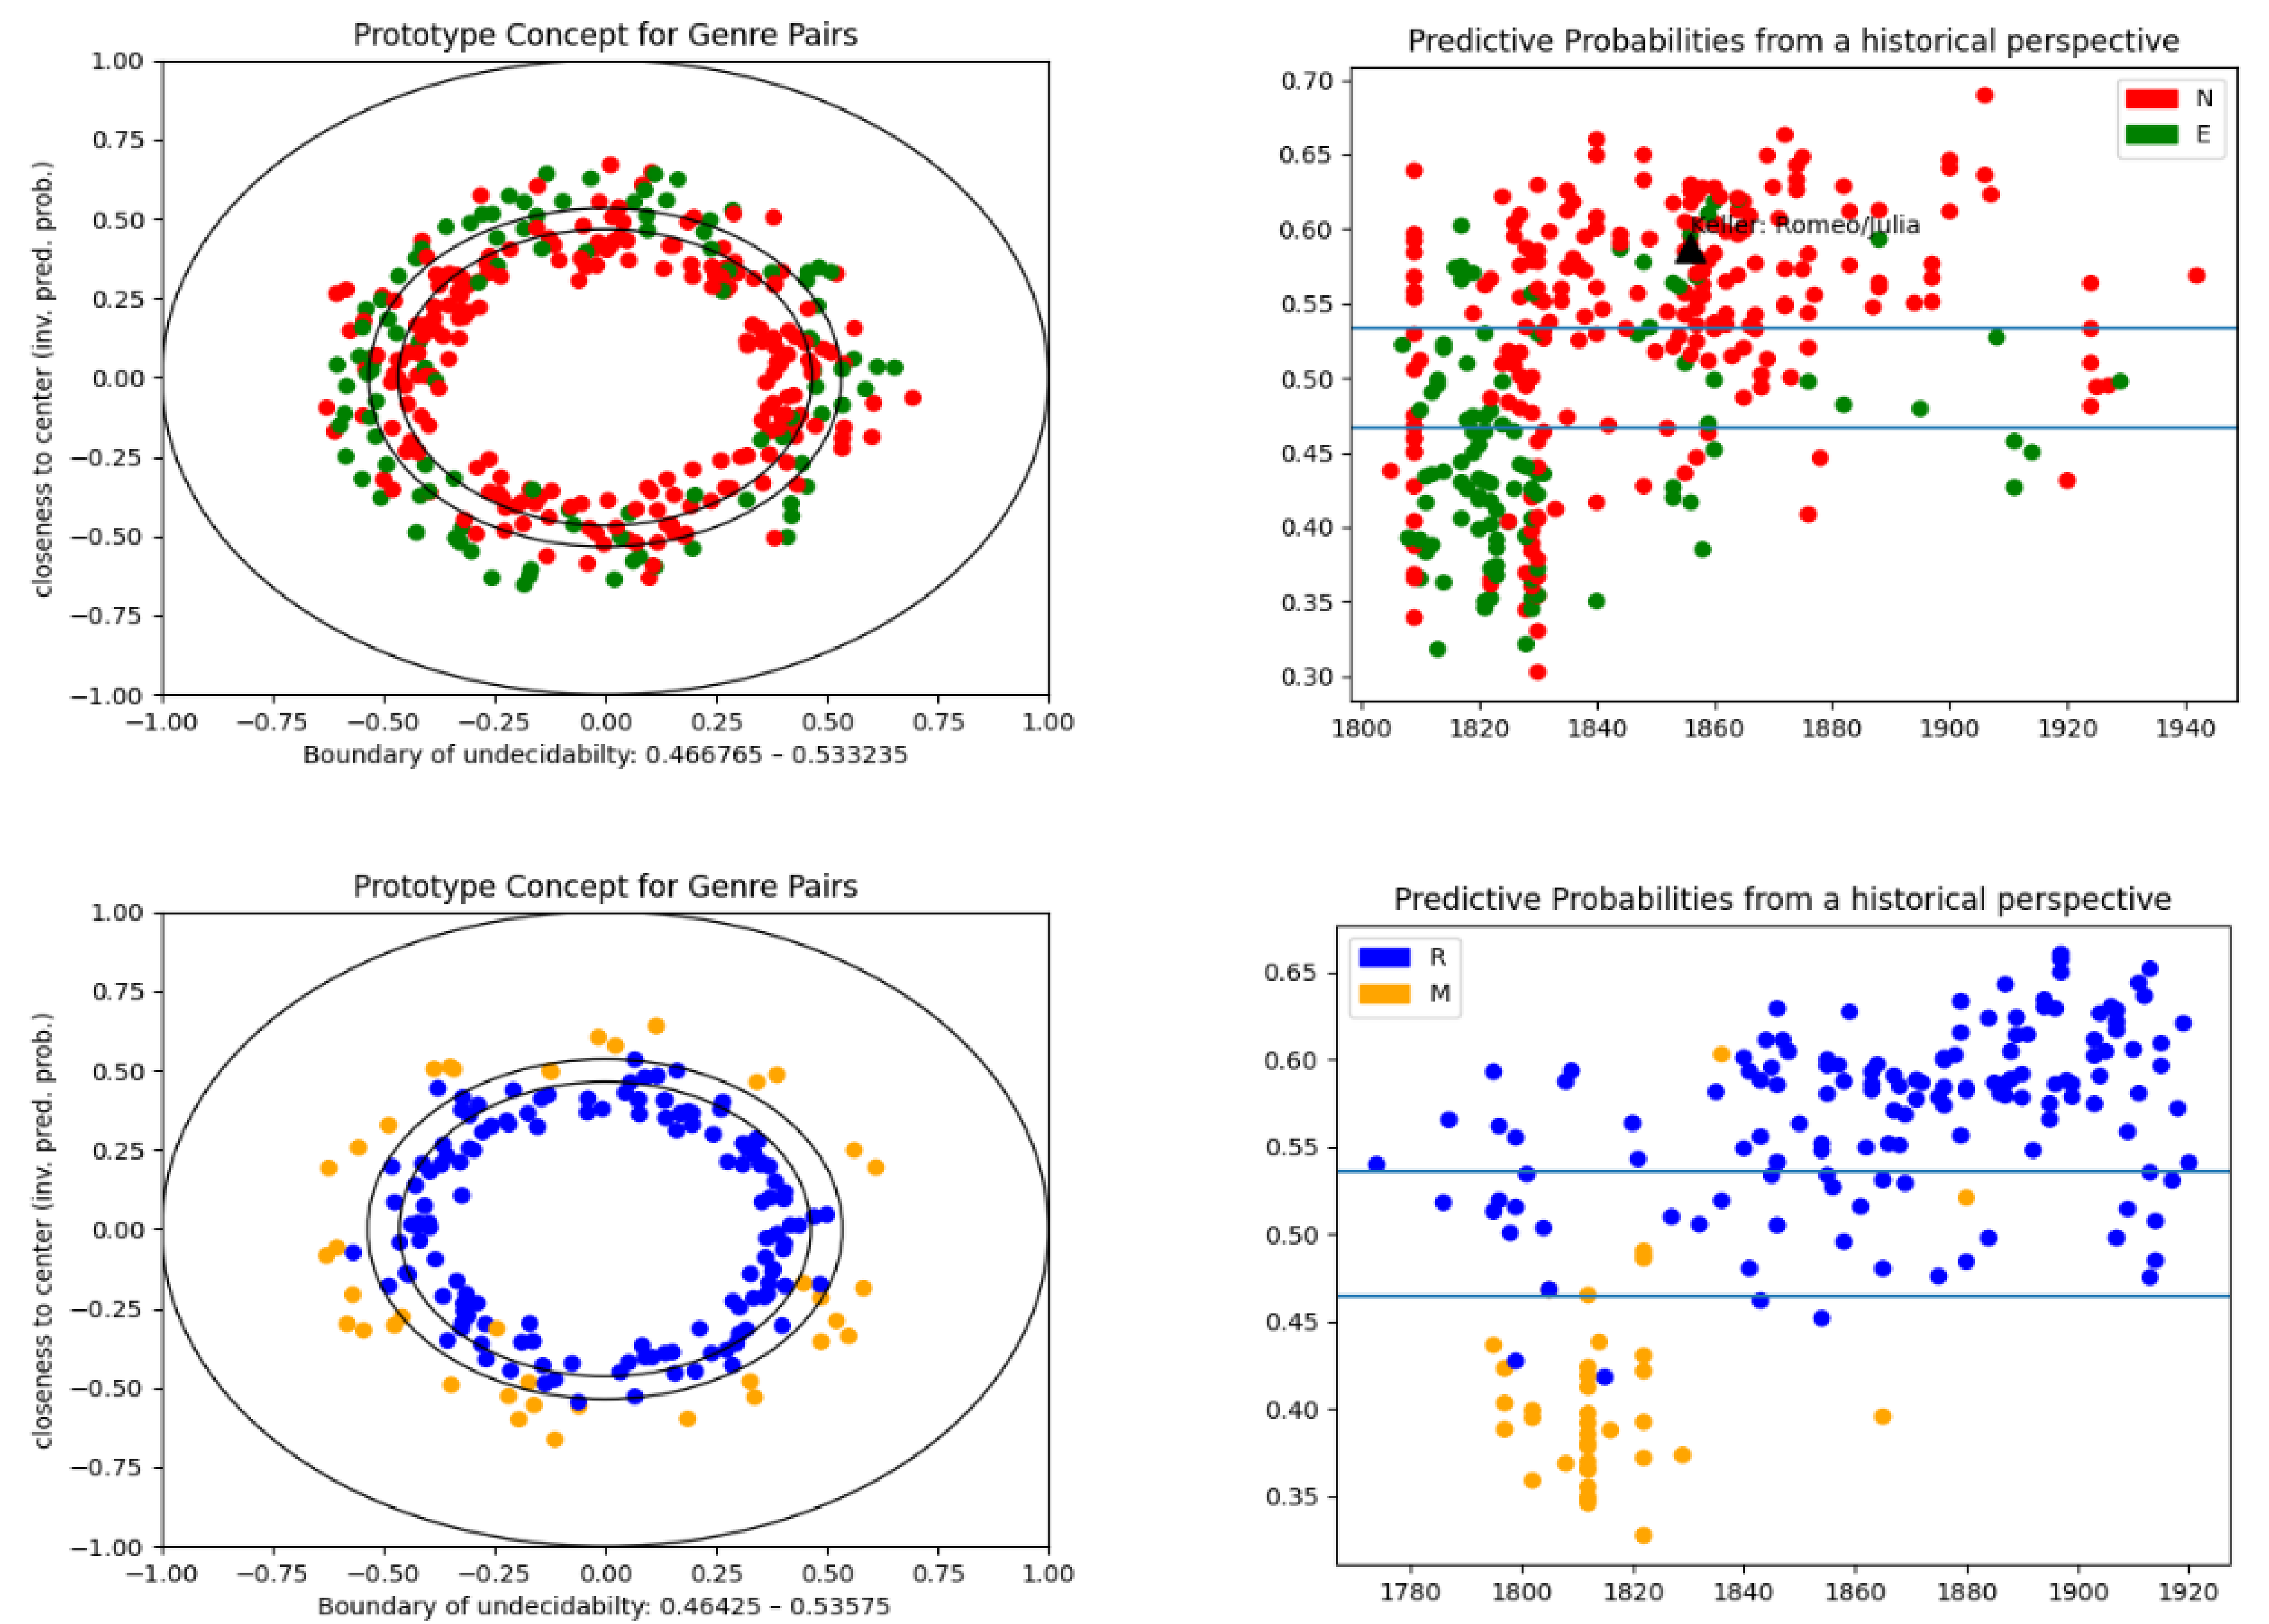 Prototype Concept for Genre Pairs
1.00
0.75
0.50
0.25
0.00
−0.25
−0.50
−0.75
−1.00
closeness to center (inv. pred. prob.)
−1.00 −0.75 −0.50 −0.25 0.00 0.25 0.50 0.75 1.00
Boundary of undecidabilty: 0.466765 – 0.533235
Predictive Probabilities from a historical perspective
N
E
Keller: Romeo/Julia
0.70
0.65
0.60
0.55
0.50
0.45
0.40
0.35
0.30
1800 1820 1840 1860 1880 1900 1920 1940
Prototype Concept for Genre Pairs
1.00
0.75
0.50
0.25
0.00
−0.25
−0.50
−0.75
−1.00
closeness to center (inv. pred. prob.)
−1.00 −0.75 −0.50 −0.25 0.00 0.25 0.50 0.75 1.00
Boundary of undecidabilty: 0.46425 – 0.53575
Predictive Probabilities from a historical perspective
R
M
0.65
0.60
0.55
0.50
0.45
0.40
0.35
1780 1800 1820 1840 1860 1880 1900 1920